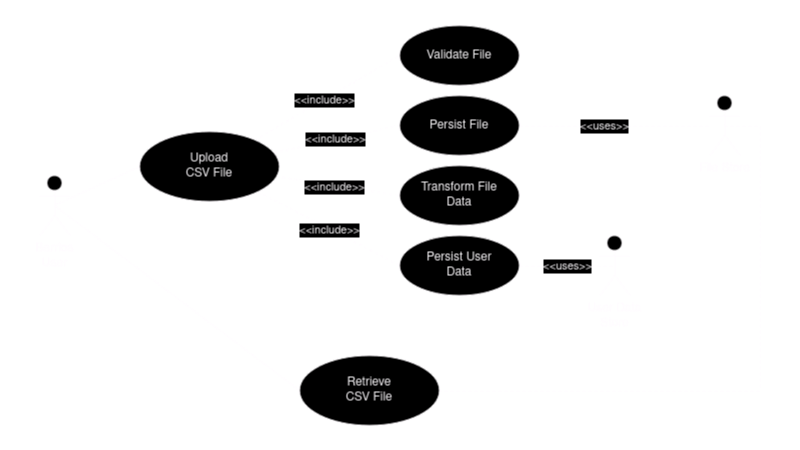 Validate File
<<include>>
Persist File
<<uses>>
<<include>>
Upload
CSV File
<<include>>
Transform File
Data
<<include>>
Persist User
Data
<<uses>>
Retrieve
CSV File